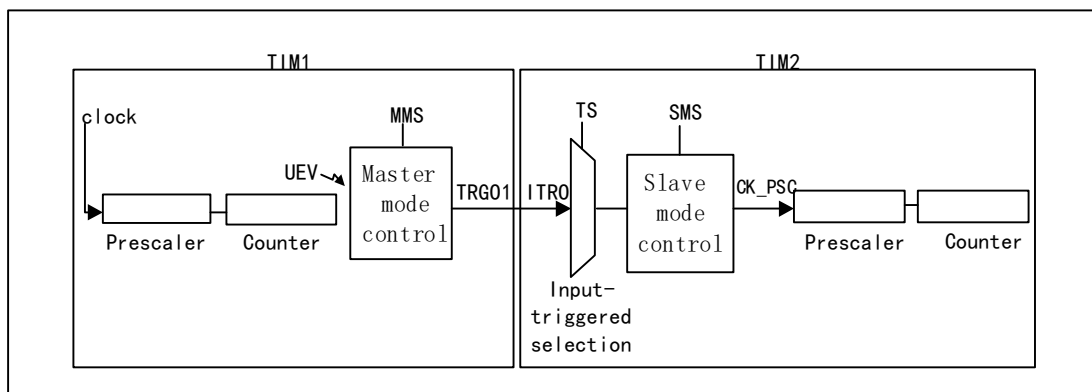 TIM1
TIM2
clock
MMS
TS
SMS
UEV
Master
mode
control
TRGO1
ITR0
Slave
mode
control
CK_PSC
Prescaler
Counter
Prescaler
Counter
Input-
triggered
selection